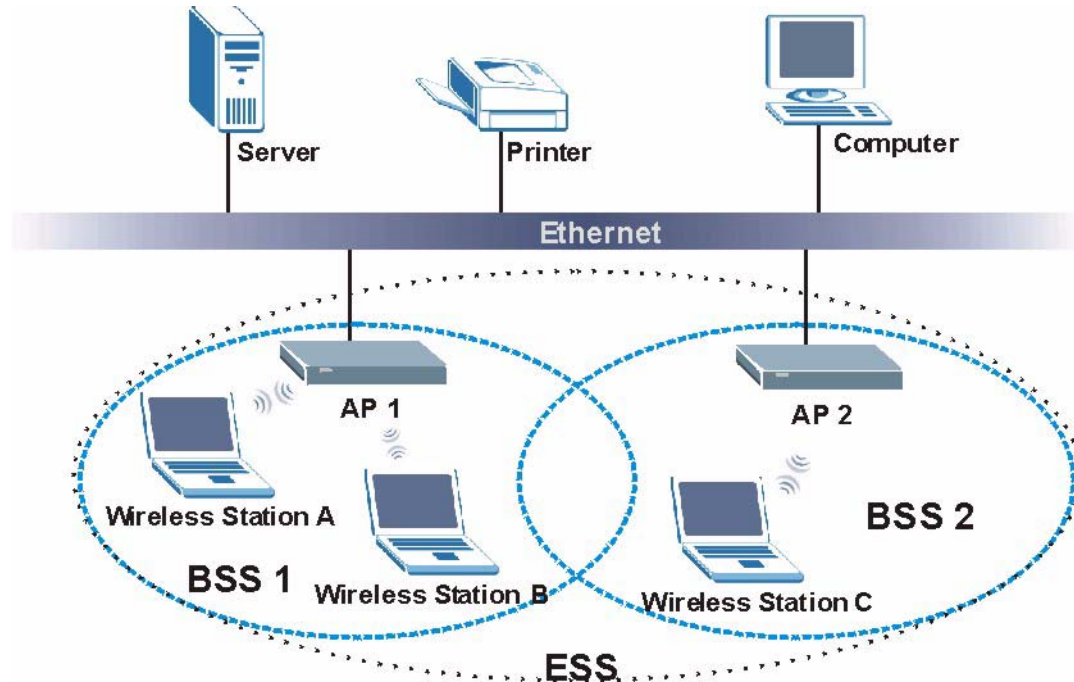 Server
Printer
Computer
Ethernet
AP 1
AP 2
Wireless Station A
BSS 2
BSS 1
Wireless Station B
Wireless Station C
ESS